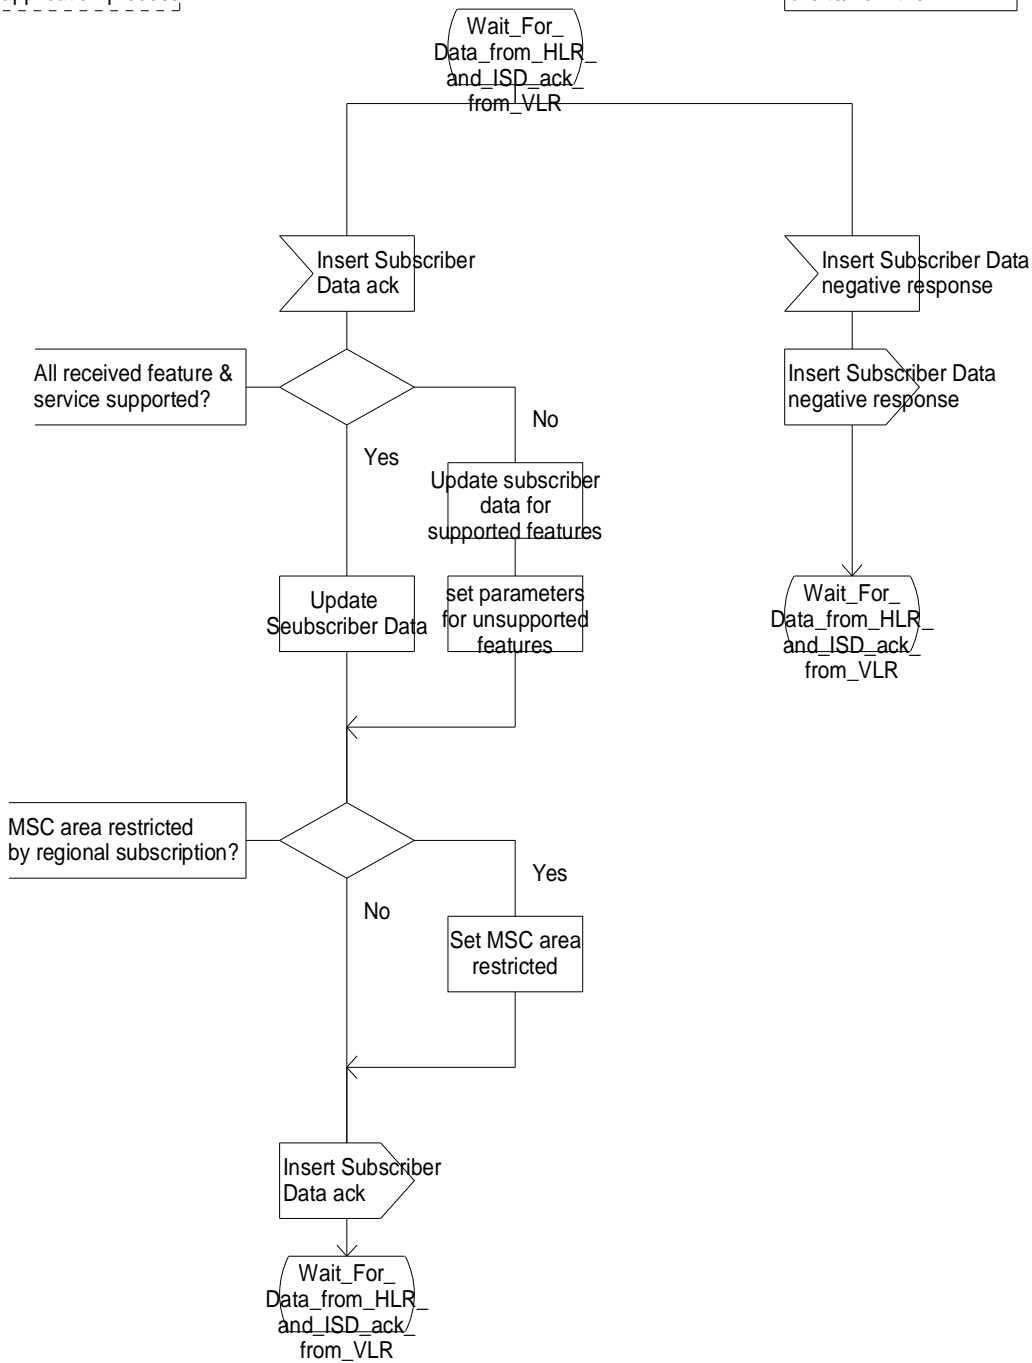 Wait_For_
Data_from_HLR_
and_ISD_ack_
from_VLR
Insert Subscriber
Data ack
Insert Subscriber Data
negative response
All received feature &
service supported?
Insert Subscriber Data
negative response
No
Yes
Update subscriber
data for
supported features
Update
Seubscriber Data
set parameters
for unsupported
features
Wait_For_
Data_from_HLR_
and_ISD_ack_
from_VLR
MSC area restricted
by regional subscription?
Yes
No
Set MSC area
restricted
Insert Subscriber
Data ack
Wait_For_
Data_from_HLR_
and_ISD_ack_
from_VLR